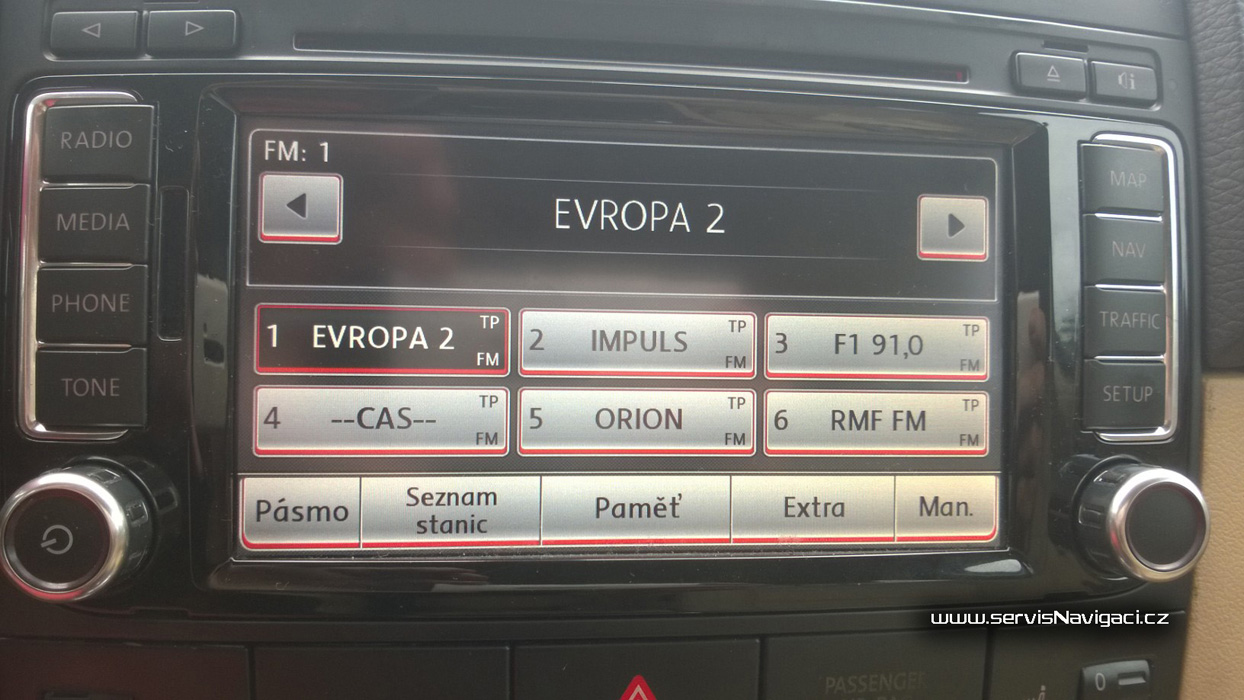 RADIO
MEDIA
PHONE
TONE
FM: 1
EVROPA 2
1 EVROPA 2 TP FM
2 IMPULS TP FM
3 F1 91,0 TP FM
4 --CAS-- TP FM
5 ORION TP FM
6 RMF FM TP FM
Pásmo
Seznam
stanic
Paměť
Extra
Man.
MAP
NAV
TRAFFIC
SETUP
www.servisNavigaci.cz
PASSENGER
0